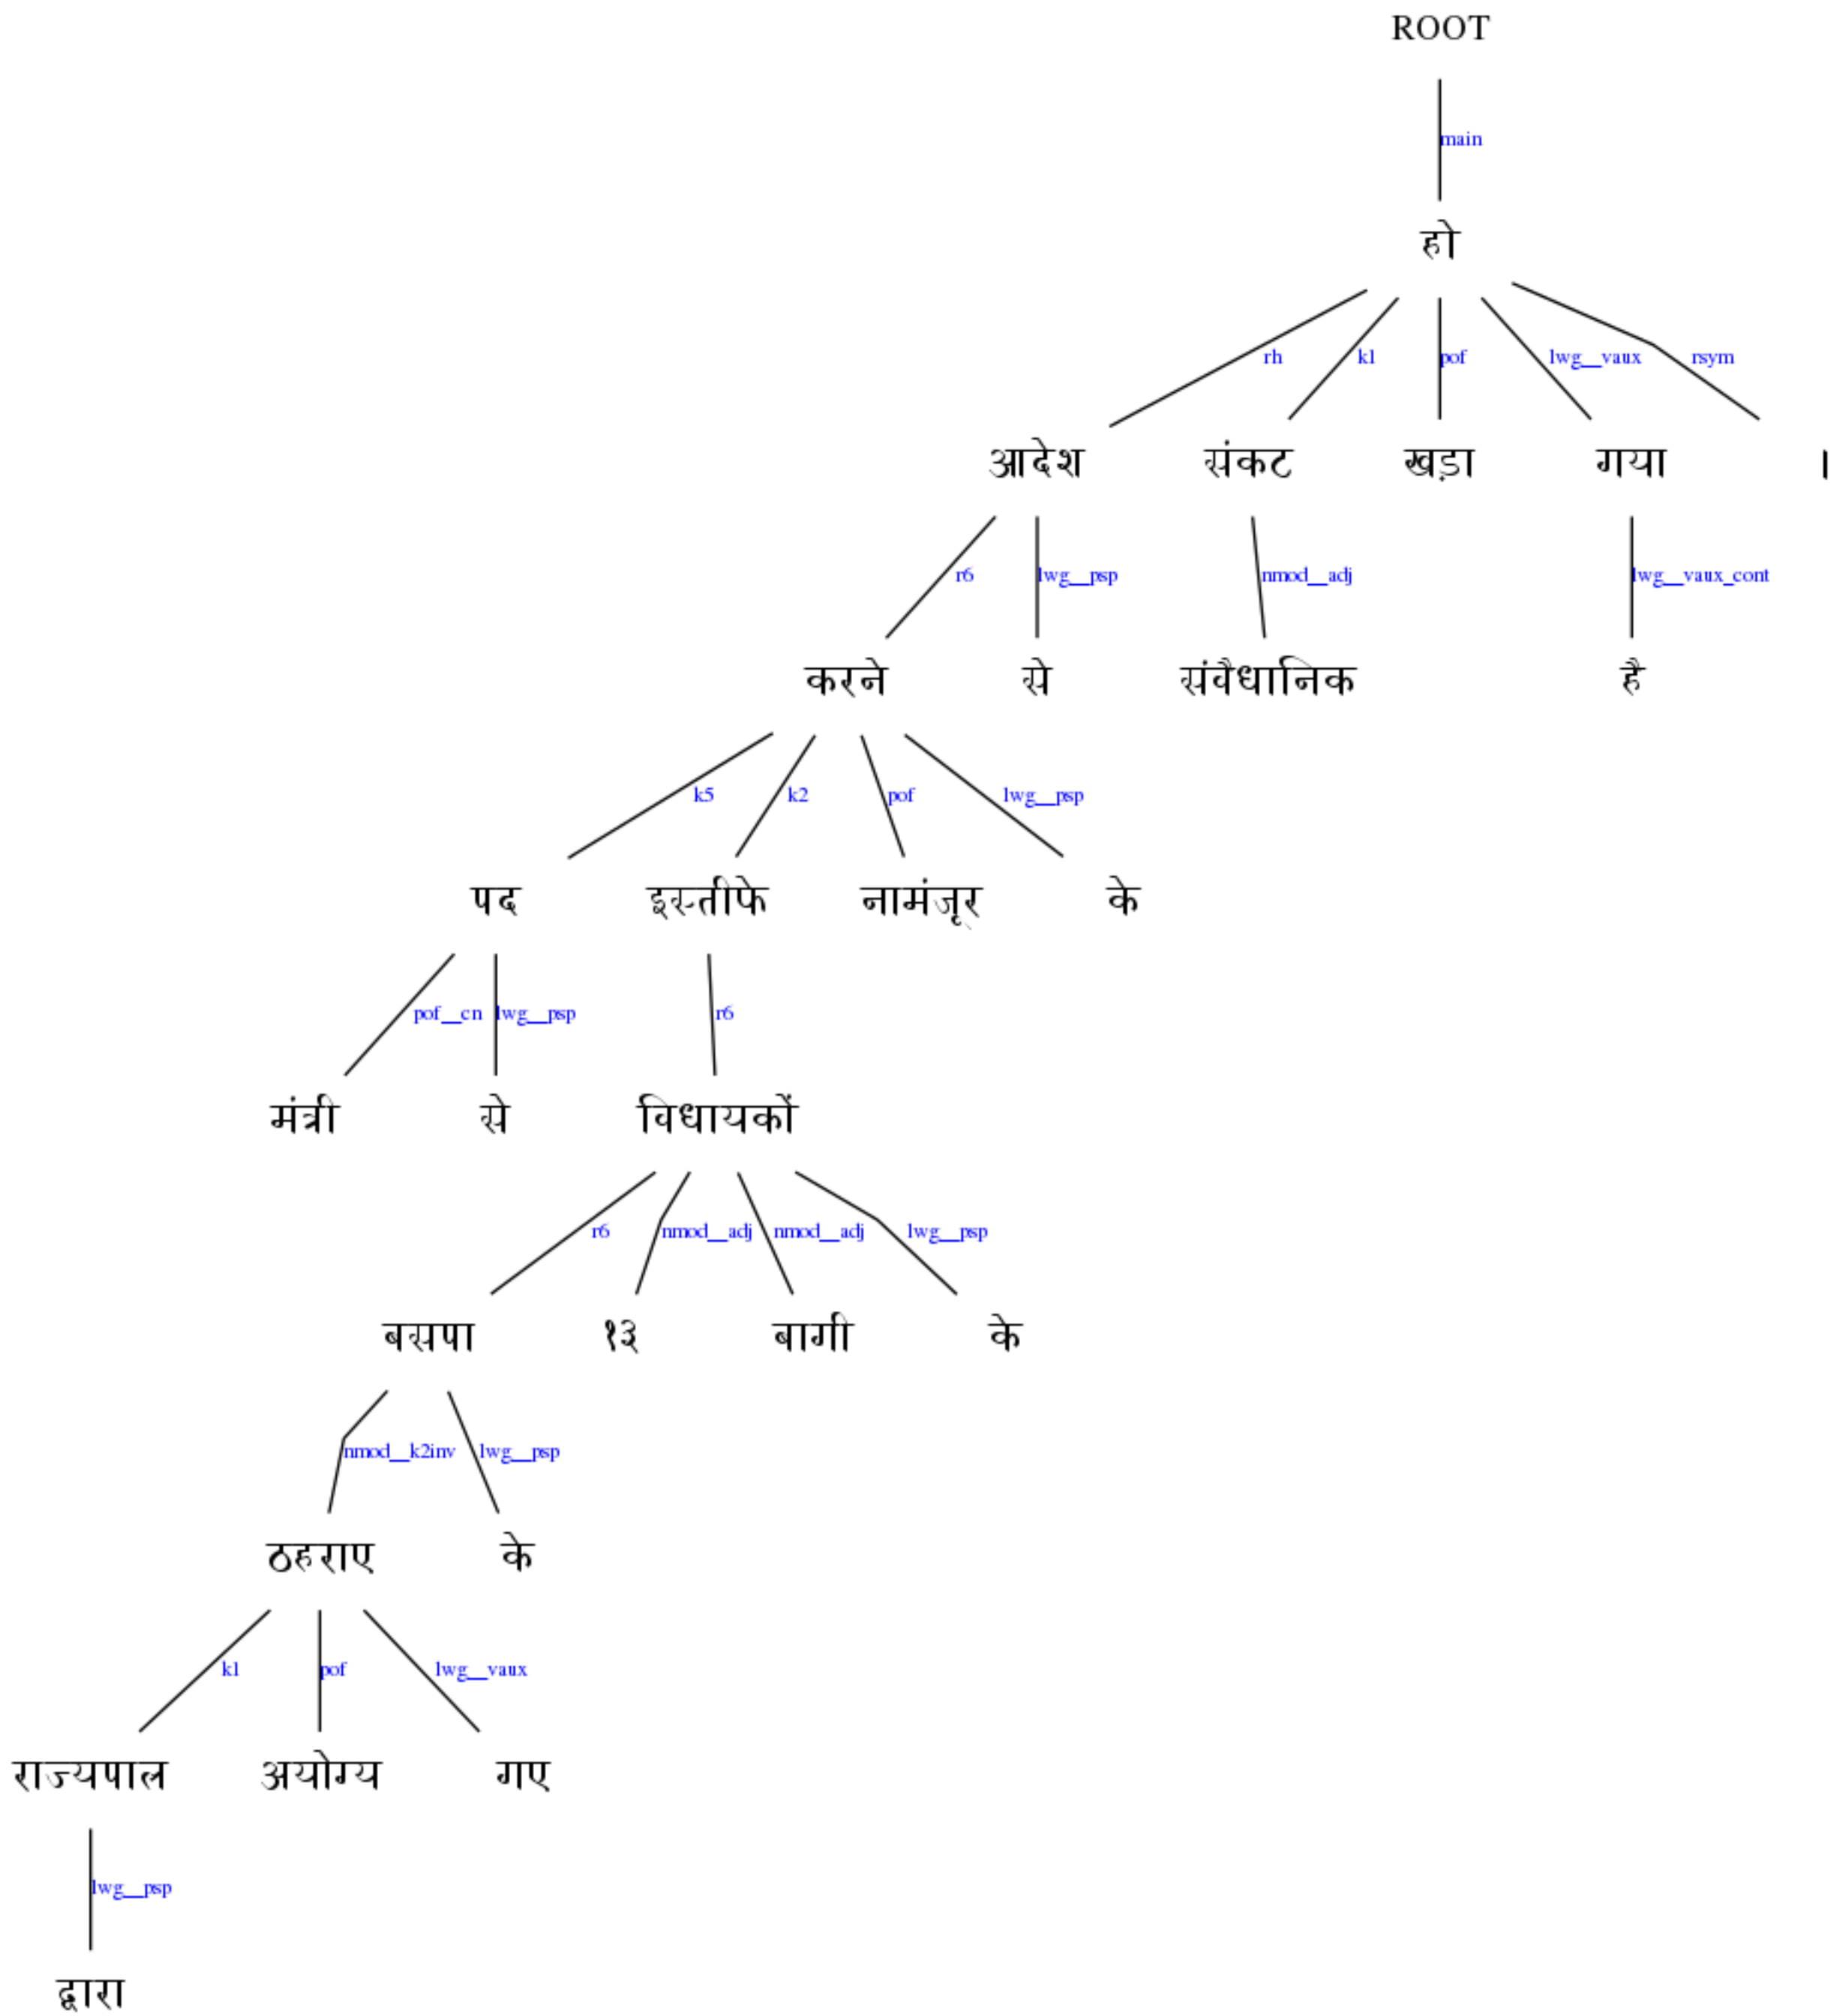 ROOT
main
हो
rh k1 pof lwg__vaux rsym
आदेश संकट खड़ा गया ।
r6 lwg__psp nmod__adj lwg__vaux_cont
करने से संवैधानिक है
k5 k2 pof lwg__psp
पद इस्तीफे नामंजूर के
pof__cn lwg__psp r6
मंत्री से विधायकों
r6 nmod__adj nmod__adj lwg__psp
बसपा १३ बागी के
nmod__k2inv lwg__psp
ठहराए के
k1 pof lwg__vaux
राज्यपाल अयोग्य गए
lwg__psp
द्वारा